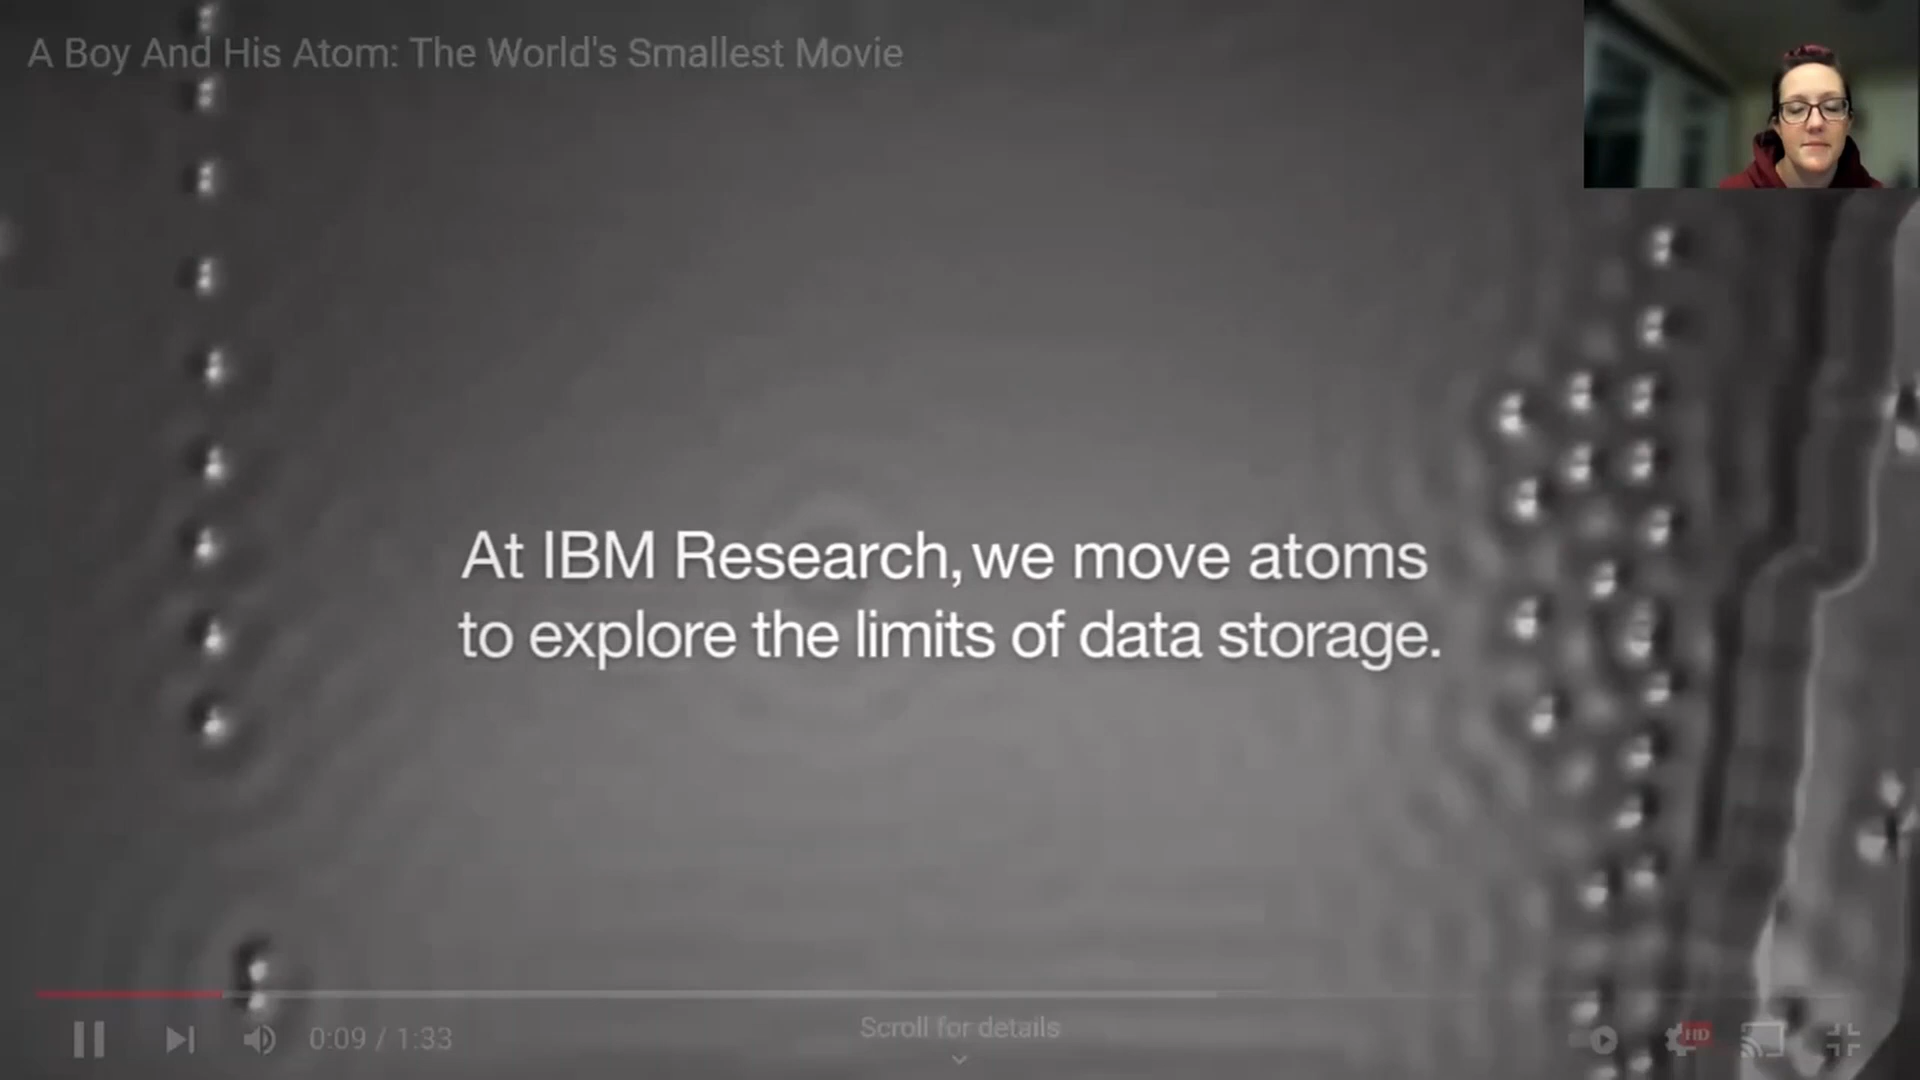 A Boy And His Atom: The World's Smallest Movie
At IBM Research, we move atoms
to explore the limits of data storage.
Scroll for details
0:09 / 1:33
HD